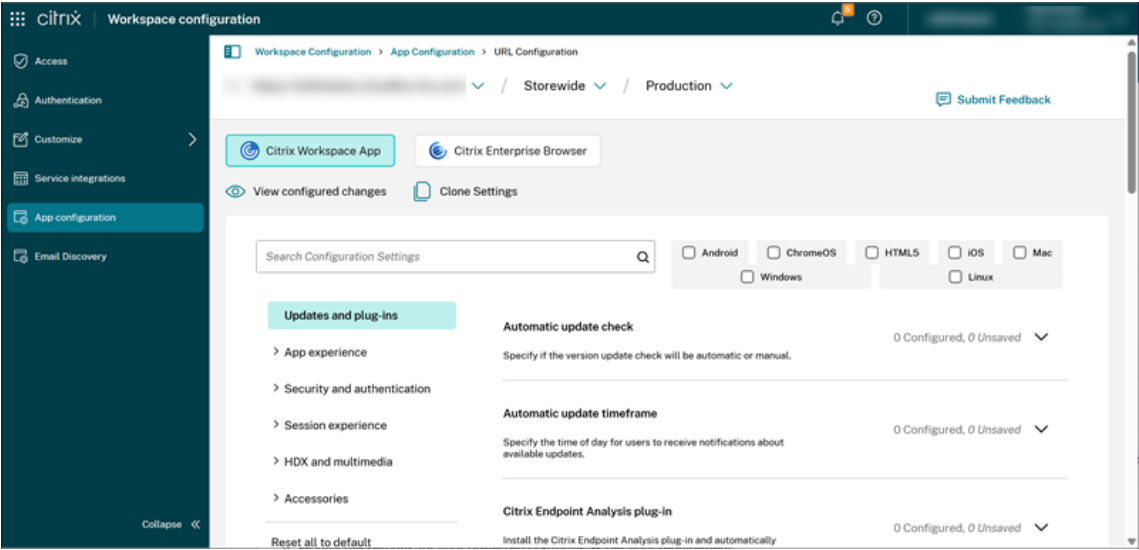 citrix Workspace configuration
5
Access
Authentication
Customize
Service integrations
App configuration
Email Discovery
Collapse
Workspace Configuration > App Configuration > URL Configuration
/ Storewide / Production
Submit Feedback
Citrix Workspace App
Citrix Enterprise Browser
View configured changes
Clone Settings
Search Configuration Settings
Android ChromeOS HTML5 iOS Mac
Windows Linux
Updates and plug-ins
> App experience
> Security and authentication
> Session experience
> HDX and multimedia
> Accessories
Reset all to default
Automatic update check
0 Configured, 0 Unsaved
Specify if the version update check will be automatic or manual.
Automatic update timeframe
0 Configured, 0 Unsaved
Specify the time of day for users to receive notifications about
available updates.
Citrix Endpoint Analysis plug-in
0 Configured, 0 Unsaved
Install the Citrix Endpoint Analysis plug-in and automatically